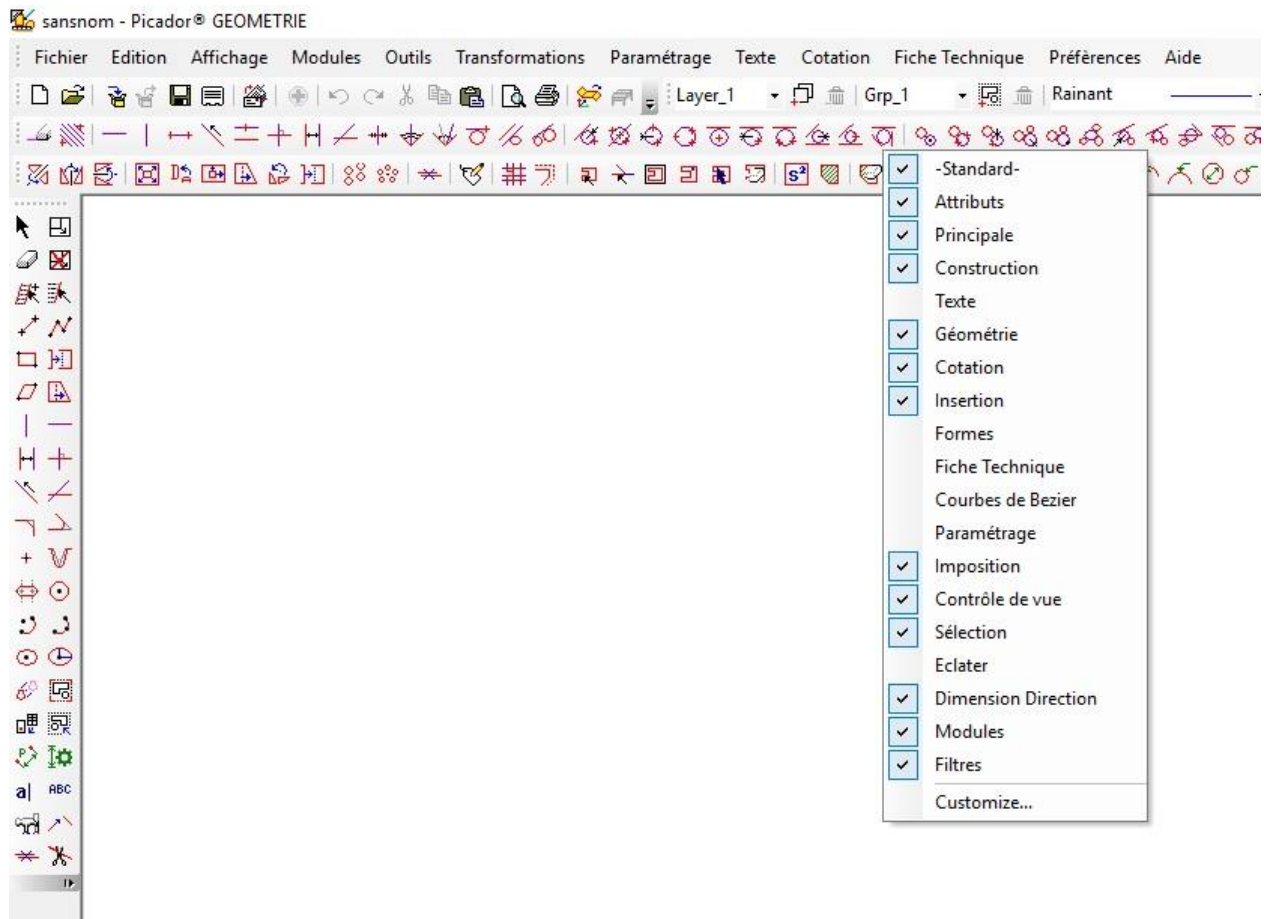 sansnom - Picador® GEOMETRIE
Fichier Edition Affichage Modules Outils Transformations Paramétrage Texte Cotation Fiche Technique Préfèrences Aide
Layer_1 Grp_1 Rainant
S²
-Standard-
Attributs
Principale
Construction
Texte
Géométrie
Cotation
Insertion
Formes
Fiche Technique
Courbes de Bezier
Paramétrage
Imposition
Contrôle de vue
Sélection
Eclater
Dimension Direction
Modules
Filtres
Customize...
a| ABC